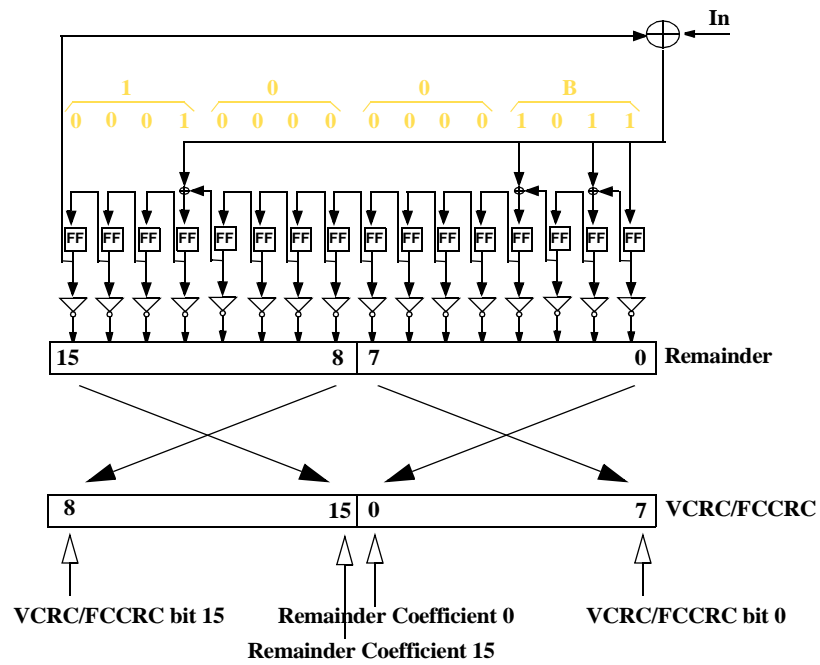 In
1 0 0 B
0 0 0 1 0 0 0 0 0 0 0 0 1 0 1 1
FF FF FF FF FF FF FF FF FF FF FF FF FF FF FF FF
15 8 7 0 Remainder
8 15 0 7 VCRC/FCCRC
VCRC/FCCRC bit 15 Remainder Coefficient 0 VCRC/FCCRC bit 0
Remainder Coefficient 15